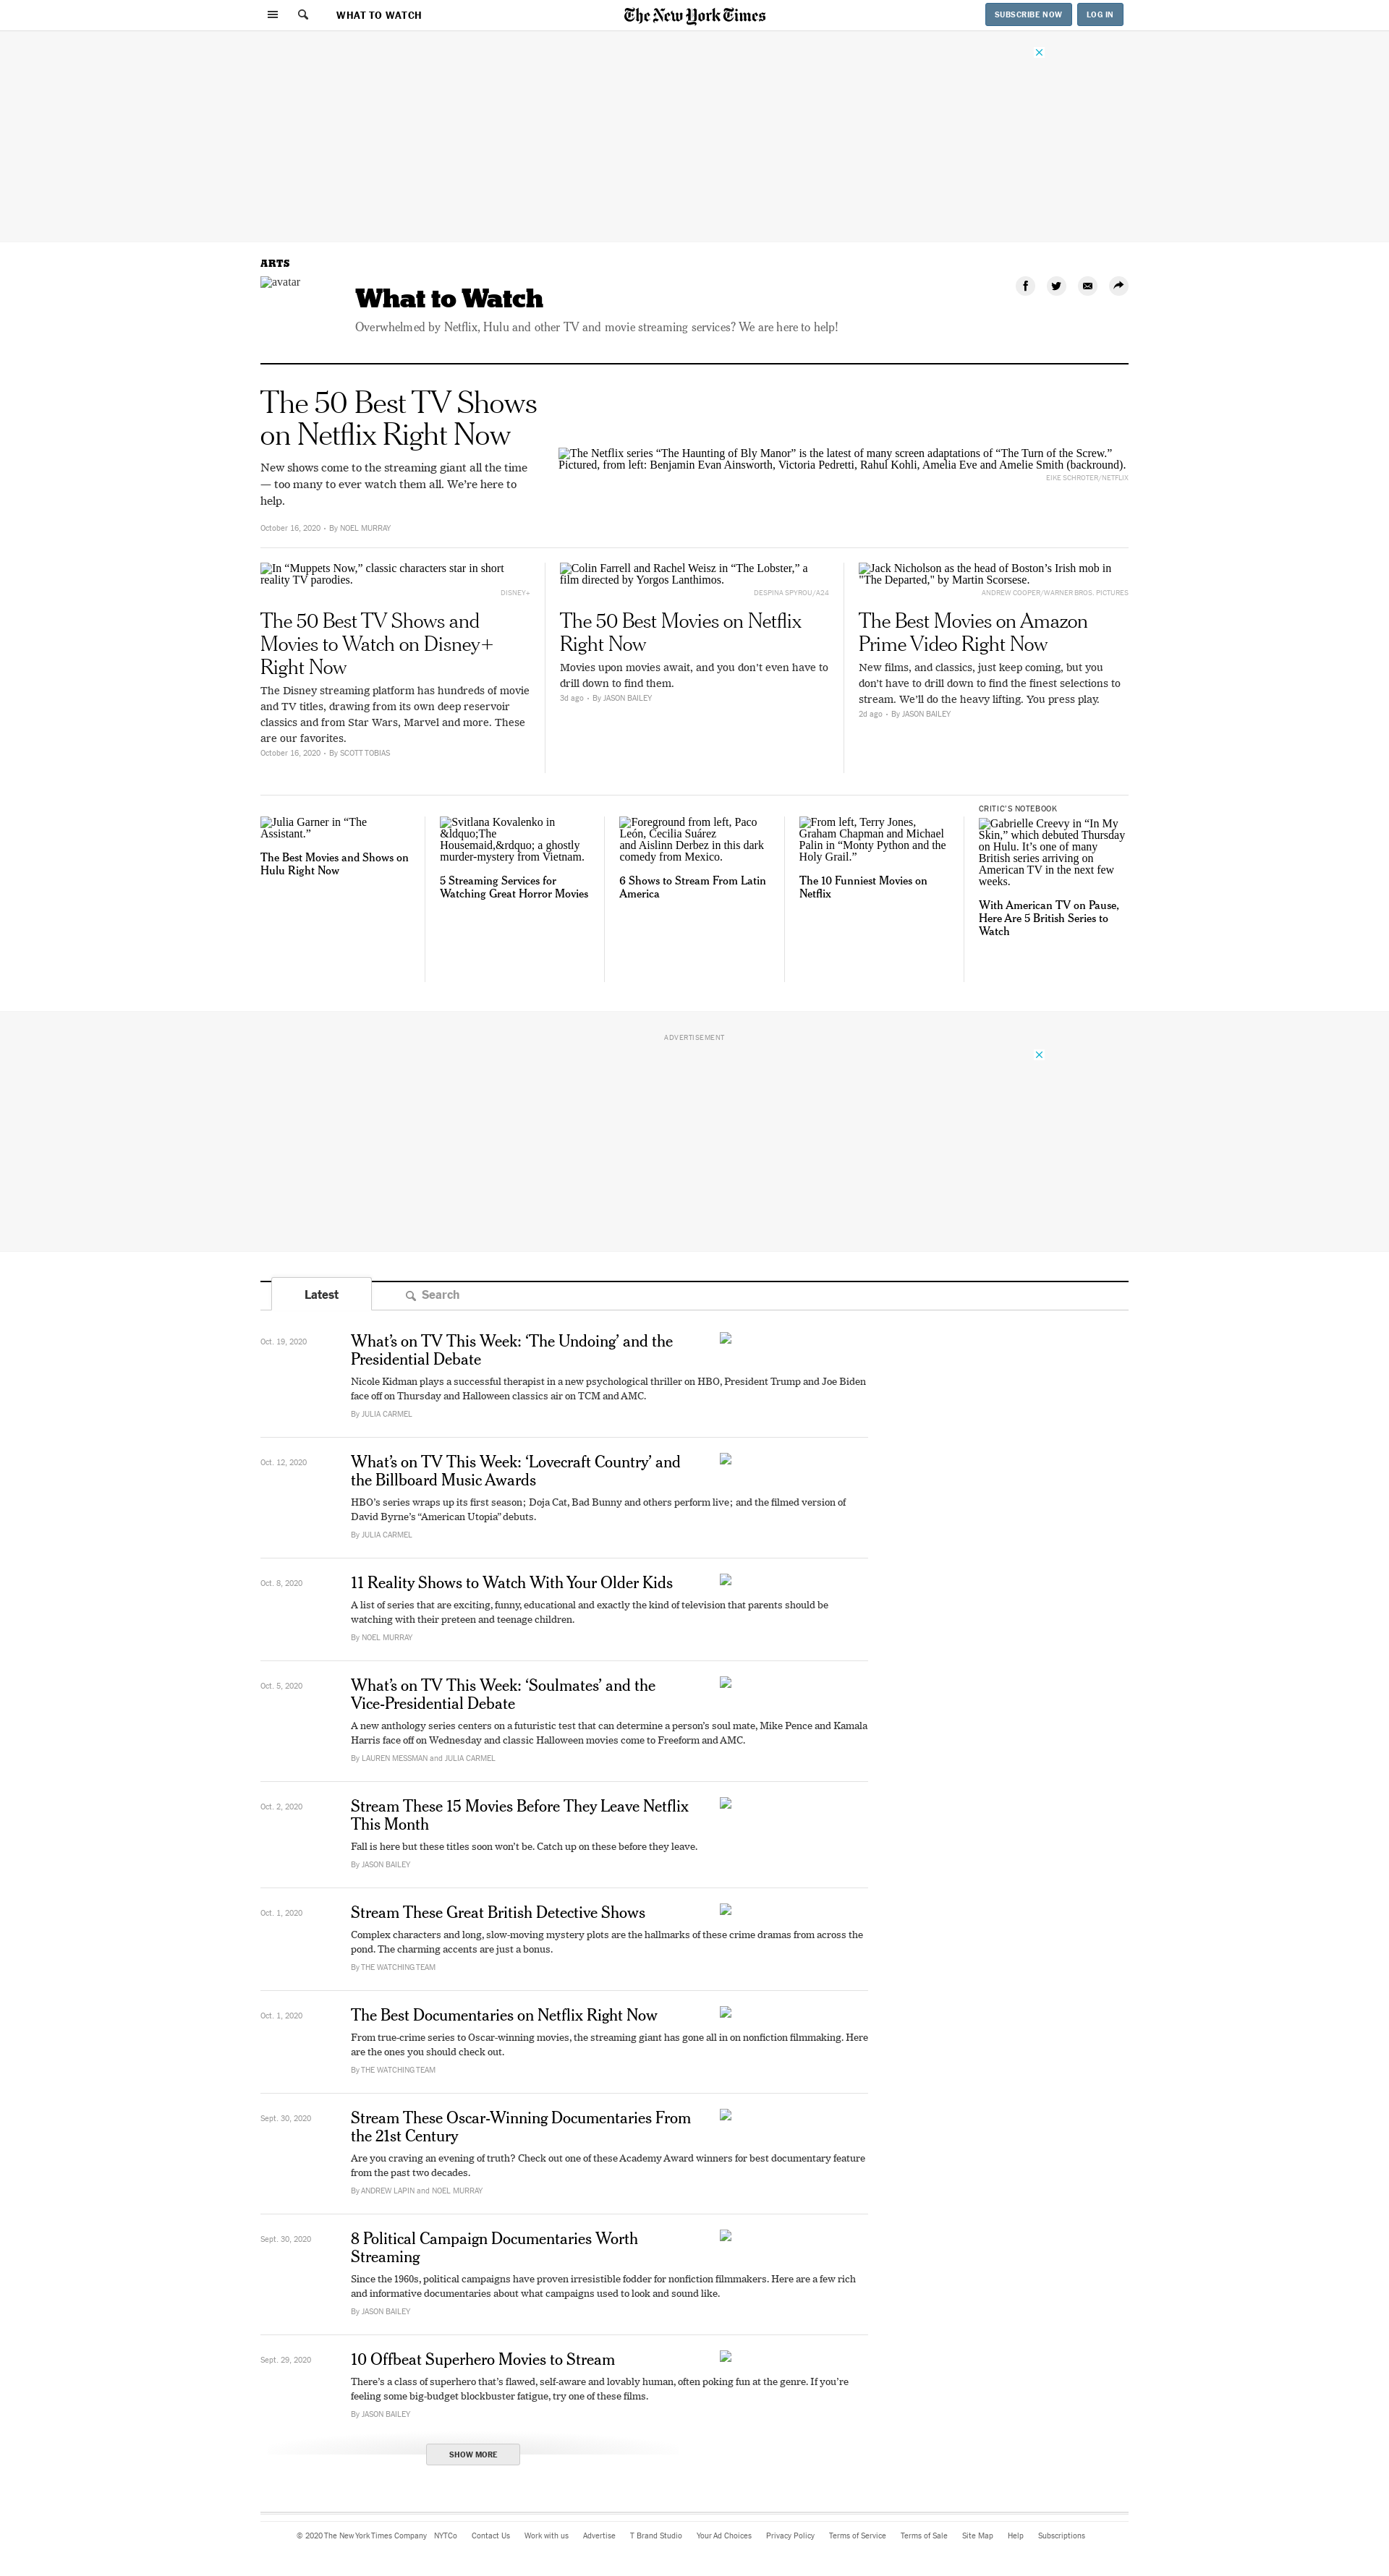 WHAT TO WATCH
The New York Times
SUBSCRIBE NOW
LOG IN
ARTS
avatar
What to Watch
Overwhelmed by Netflix, Hulu and other TV and movie streaming services? We are here to help!
The 50 Best TV Shows
on Netflix Right Now
New shows come to the streaming giant all the time
— too many to ever watch them all. We’re here to
help.
October 16, 2020 • By NOEL MURRAY
The Netflix series “The Haunting of Bly Manor” is the latest of many screen adaptations of “The Turn of the Screw.”
Pictured, from left: Benjamin Evan Ainsworth, Victoria Pedretti, Rahul Kohli, Amelia Eve and Amelie Smith (backround).
EIKE SCHROTER/NETFLIX
In “Muppets Now,” classic characters star in short
reality TV parodies.
DISNEY+
The 50 Best TV Shows and
Movies to Watch on Disney+
Right Now
The Disney streaming platform has hundreds of movie
and TV titles, drawing from its own deep reservoir
classics and from Star Wars, Marvel and more. These
are our favorites.
October 16, 2020 • By SCOTT TOBIAS
Colin Farrell and Rachel Weisz in “The Lobster,” a
film directed by Yorgos Lanthimos.
DESPINA SPYROU/A24
The 50 Best Movies on Netflix
Right Now
Movies upon movies await, and you don’t even have to
drill down to find them.
3d ago • By JASON BAILEY
Jack Nicholson as the head of Boston’s Irish mob in
"The Departed," by Martin Scorsese.
ANDREW COOPER/WARNER BROS. PICTURES
The Best Movies on Amazon
Prime Video Right Now
New films, and classics, just keep coming, but you
don’t have to drill down to find the finest selections to
stream. We’ll do the heavy lifting. You press play.
2d ago • By JASON BAILEY
Julia Garner in “The
Assistant.”
The Best Movies and Shows on
Hulu Right Now
Svitlana Kovalenko in
&ldquo;The
Housemaid,&rdquo; a ghostly
murder-mystery from Vietnam.
5 Streaming Services for
Watching Great Horror Movies
Foreground from left, Paco
León, Cecilia Suárez
and Aislinn Derbez in this dark
comedy from Mexico.
6 Shows to Stream From Latin
America
From left, Terry Jones,
Graham Chapman and Michael
Palin in “Monty Python and the
Holy Grail.”
The 10 Funniest Movies on
Netflix
CRITIC’S NOTEBOOK
Gabrielle Creevy in “In My
Skin,” which debuted Thursday
on Hulu. It’s one of many
British series arriving on
American TV in the next few
weeks.
With American TV on Pause,
Here Are 5 British Series to
Watch
ADVERTISEMENT
Latest
Search
Oct. 19, 2020
What’s on TV This Week: ‘The Undoing’ and the
Presidential Debate
Nicole Kidman plays a successful therapist in a new psychological thriller on HBO, President Trump and Joe Biden
face off on Thursday and Halloween classics air on TCM and AMC.
By JULIA CARMEL
Oct. 12, 2020
What’s on TV This Week: ‘Lovecraft Country’ and
the Billboard Music Awards
HBO’s series wraps up its first season; Doja Cat, Bad Bunny and others perform live; and the filmed version of
David Byrne’s “American Utopia” debuts.
By JULIA CARMEL
Oct. 8, 2020
11 Reality Shows to Watch With Your Older Kids
A list of series that are exciting, funny, educational and exactly the kind of television that parents should be
watching with their preteen and teenage children.
By NOEL MURRAY
Oct. 5, 2020
What’s on TV This Week: ‘Soulmates’ and the
Vice-Presidential Debate
A new anthology series centers on a futuristic test that can determine a person’s soul mate, Mike Pence and Kamala
Harris face off on Wednesday and classic Halloween movies come to Freeform and AMC.
By LAUREN MESSMAN and JULIA CARMEL
Oct. 2, 2020
Stream These 15 Movies Before They Leave Netflix
This Month
Fall is here but these titles soon won’t be. Catch up on these before they leave.
By JASON BAILEY
Oct. 1, 2020
Stream These Great British Detective Shows
Complex characters and long, slow-moving mystery plots are the hallmarks of these crime dramas from across the
pond. The charming accents are just a bonus.
By THE WATCHING TEAM
Oct. 1, 2020
The Best Documentaries on Netflix Right Now
From true-crime series to Oscar-winning movies, the streaming giant has gone all in on nonfiction filmmaking. Here
are the ones you should check out.
By THE WATCHING TEAM
Sept. 30, 2020
Stream These Oscar-Winning Documentaries From
the 21st Century
Are you craving an evening of truth? Check out one of these Academy Award winners for best documentary feature
from the past two decades.
By ANDREW LAPIN and NOEL MURRAY
Sept. 30, 2020
8 Political Campaign Documentaries Worth
Streaming
Since the 1960s, political campaigns have proven irresistible fodder for nonfiction filmmakers. Here are a few rich
and informative documentaries about what campaigns used to look and sound like.
By JASON BAILEY
Sept. 29, 2020
10 Offbeat Superhero Movies to Stream
There’s a class of superhero that’s flawed, self-aware and lovably human, often poking fun at the genre. If you’re
feeling some big-budget blockbuster fatigue, try one of these films.
By JASON BAILEY
SHOW MORE
© 2020 The New York Times Company NYTCo Contact Us Work with us Advertise T Brand Studio Your Ad Choices Privacy Policy Terms of Service Terms of Sale Site Map Help Subscriptions